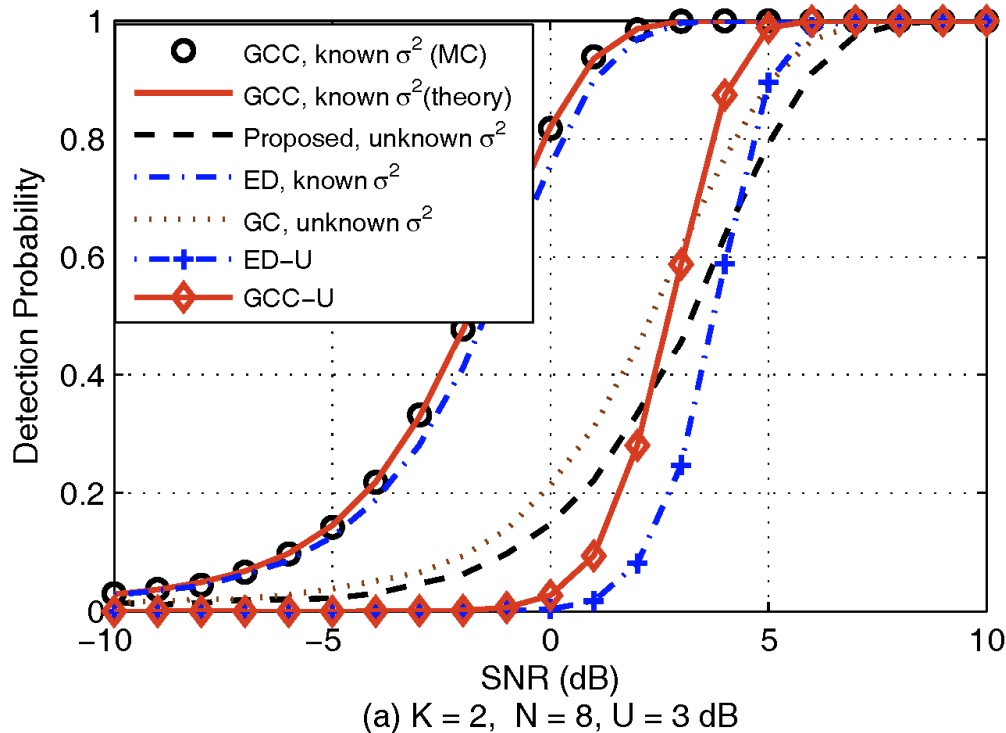 GCC, known σ² (MC)
GCC, known σ²(theory)
Proposed, unknown σ²
ED, known σ²
GC, unknown σ²
ED-U
GCC-U
Detection Probability
1
0.8
0.6
0.4
0.2
0
-10
-5
0
5
10
SNR (dB)
(a) K = 2, N = 8, U = 3 dB